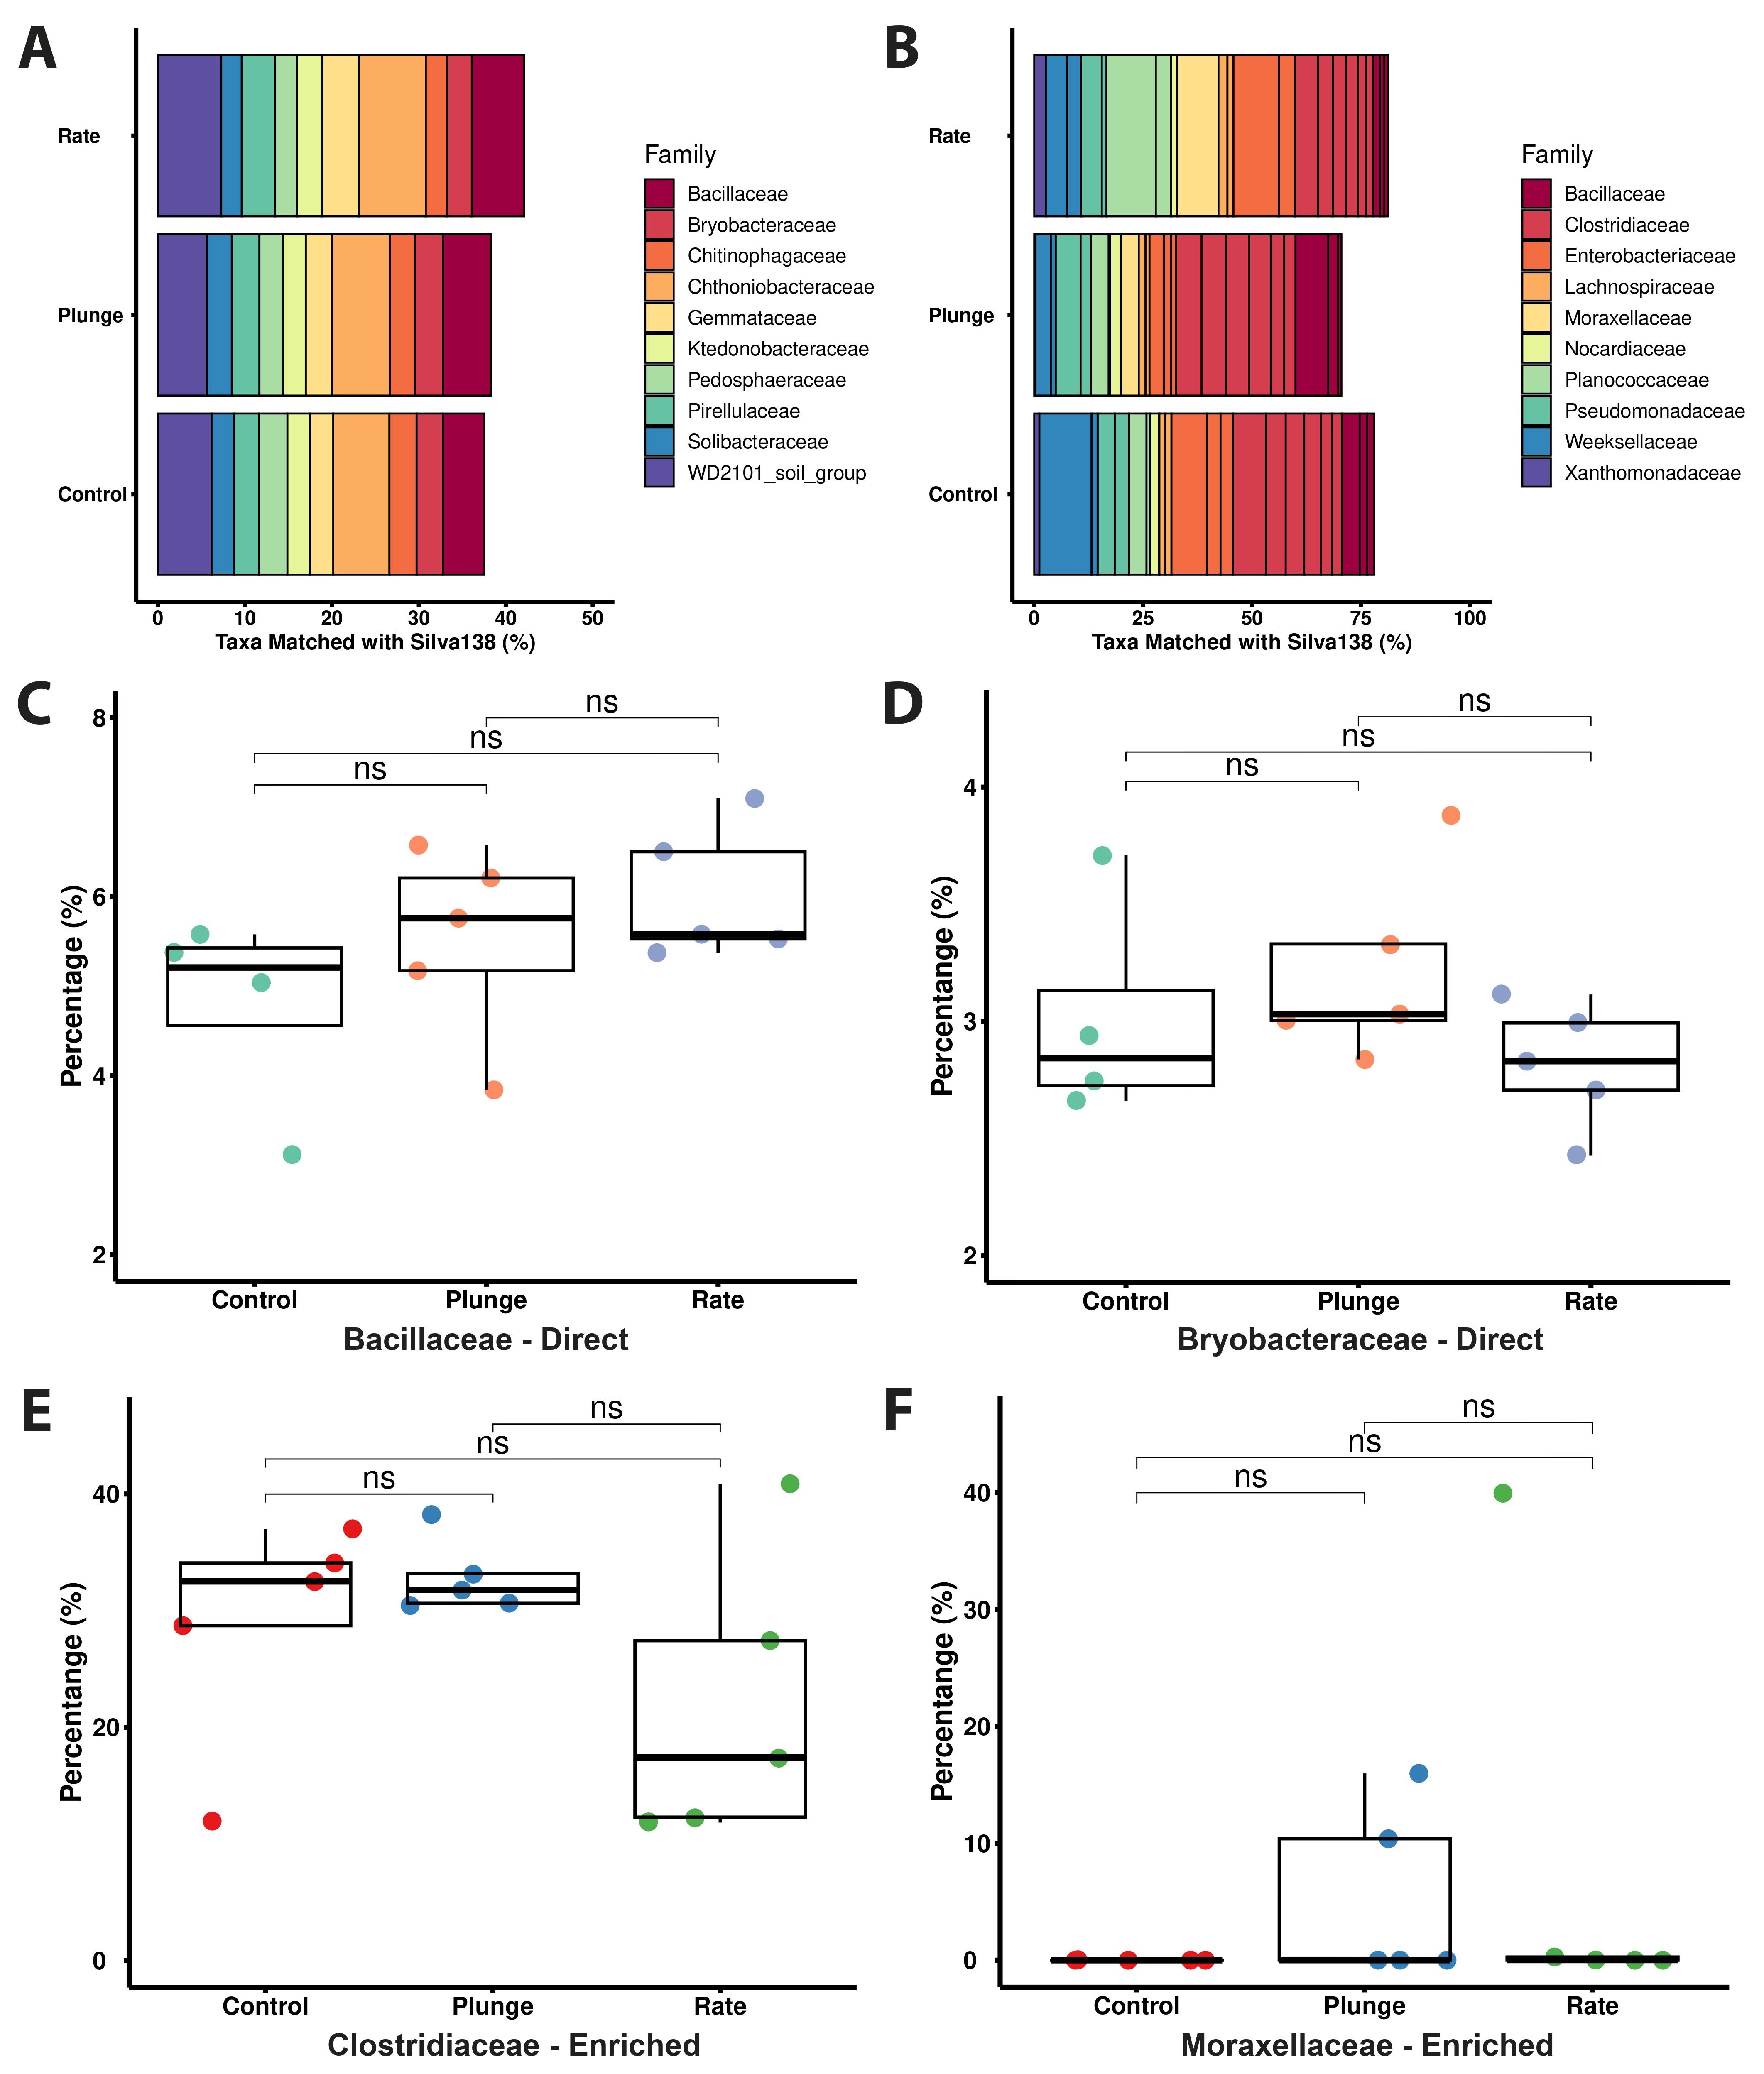 A
Rate
Plunge
Control
0 10 20 30 40 50
Taxa Matched with Silva138 (%)
Family
Bacillaceae
Bryobacteraceae
Chitinophagaceae
Chthoniobacteraceae
Gemmataceae
Ktedonobacteraceae
Pedosphaeraceae
Pirellulaceae
Solibacteraceae
WD2101_soil_group
B
Rate
Plunge
Control
0 25 50 75 100
Taxa Matched with Silva138 (%)
Family
Bacillaceae
Clostridiaceae
Enterobacteriaceae
Lachnospiraceae
Moraxellaceae
Nocardiaceae
Planococcaceae
Pseudomonadaceae
Weeksellaceae
Xanthomonadaceae
C
ns
ns
ns
8
6
4
2
Percentage (%)
Control Plunge Rate
Bacillaceae - Direct
D
ns
ns
ns
4
3
2
Percentange (%)
Control Plunge Rate
Bryobacteraceae - Direct
E
ns
ns
ns
40
20
0
Percentange (%)
Control Plunge Rate
Clostridiaceae - Enriched
F
ns
ns
ns
40
30
20
10
0
Percentange (%)
Control Plunge Rate
Moraxellaceae - Enriched